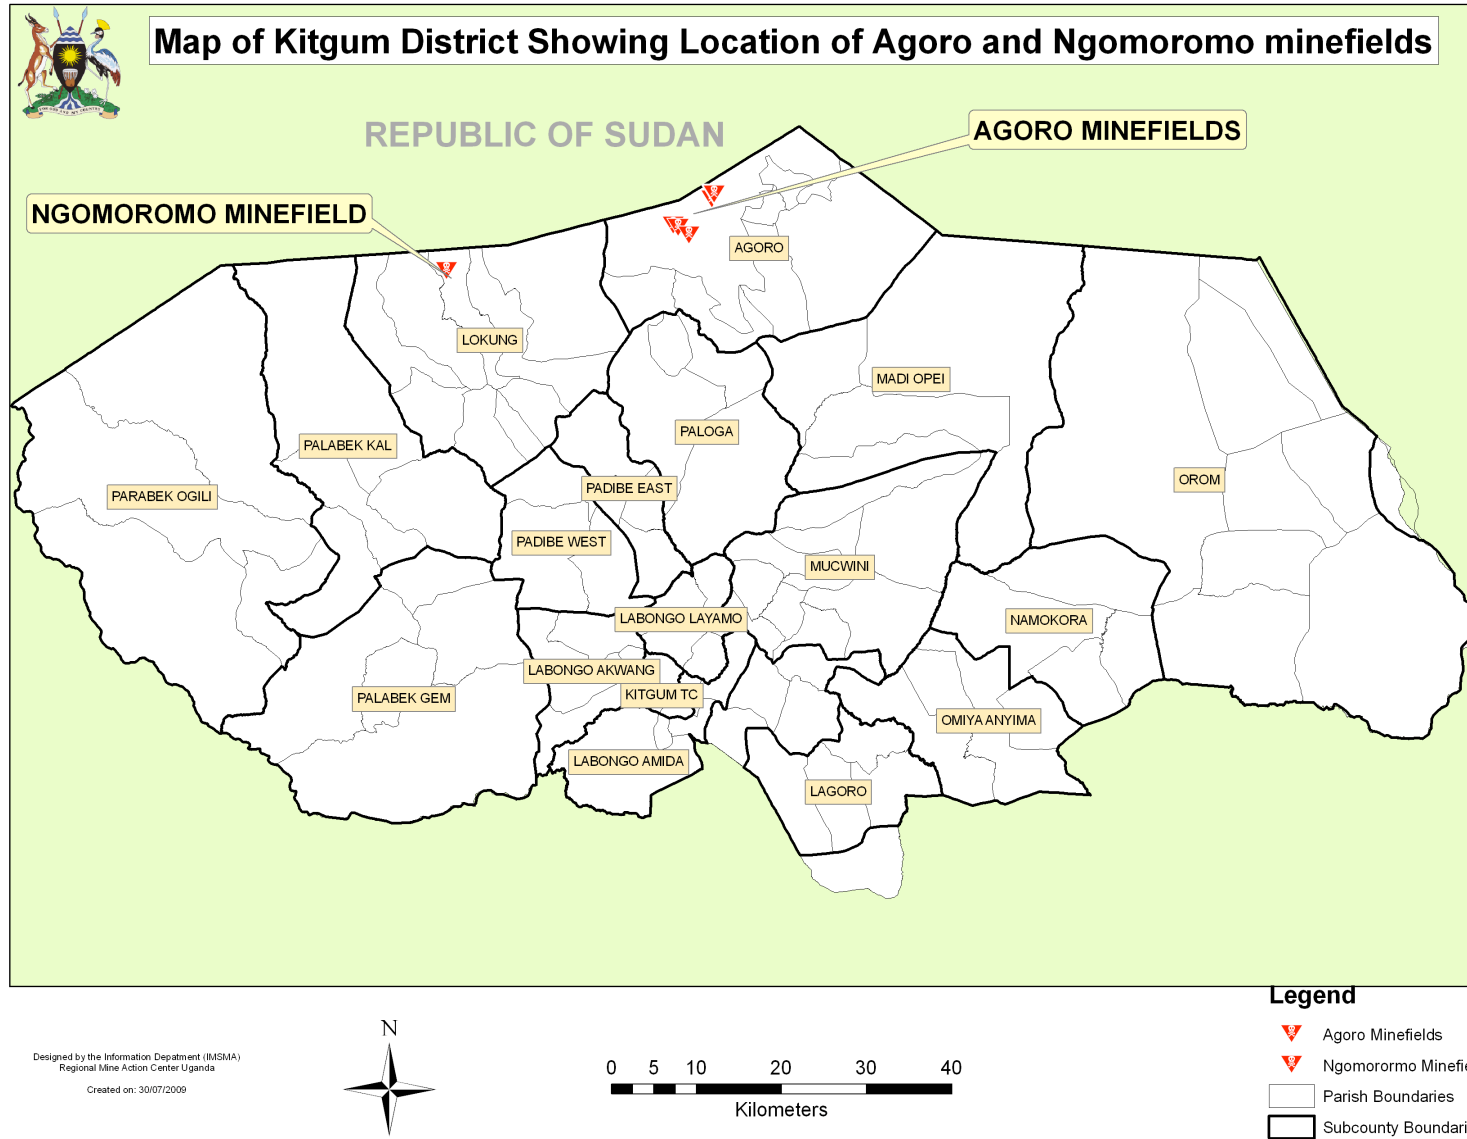 Map of Kitgum District Showing Location of Agoro and Ngomoromo minefields
REPUBLIC OF SUDAN
AGORO MINEFIELDS
NGOMOROMO MINEFIELD
AGORO
LOKUNG
MADI OPEI
PALOGA
PALABEK KAL
OROM
PADIBE EAST
PARABEK OGILI
PADIBE WEST
MUCWINI
LABONGO LAYAMO
NAMOKORA
LABONGO AKWANG
KITGUM TC
PALABEK GEM
OMIYA ANYIMA
LABONGO AMIDA
LAGORO
Designed by the Information Depatment (IMSMA)
Regional Mine Action Center Uganda
Created on: 30/07/2009
N
0 5 10 20 30 40
Kilometers
Legend
Agoro Minefields
Ngomorormo Minefie
Parish Boundaries
Subcounty Boundari